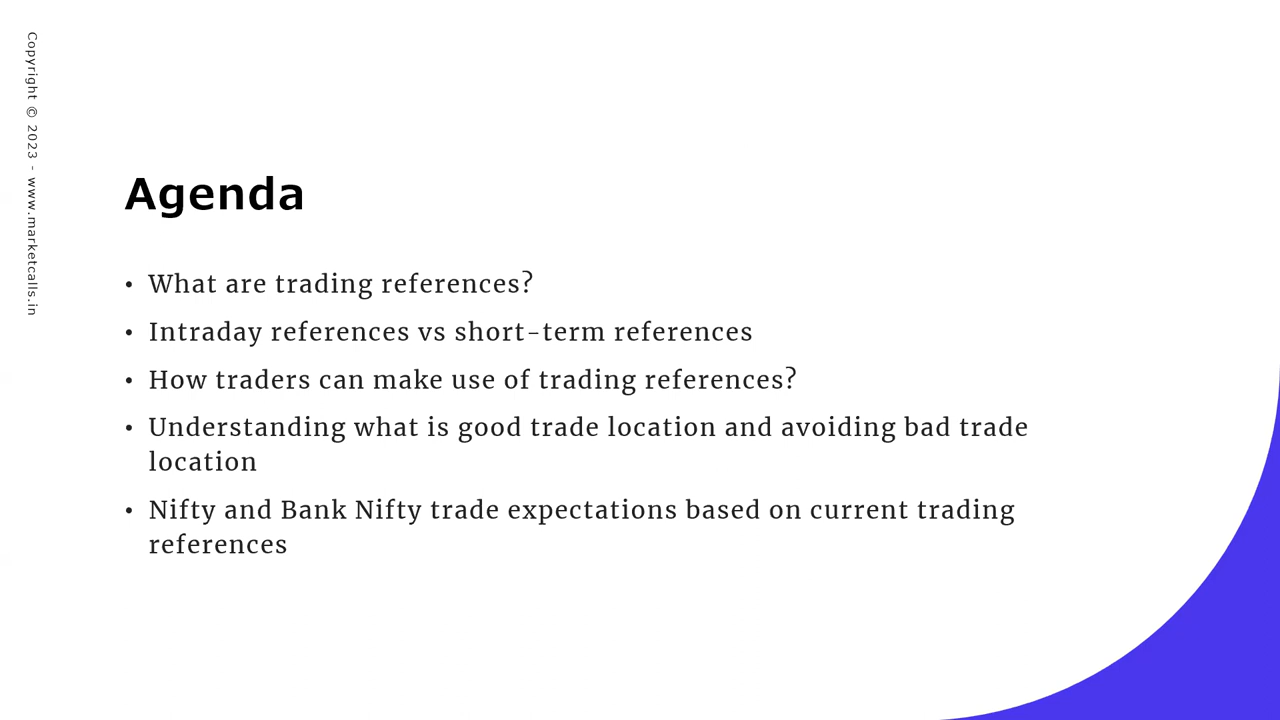 Copyright © 2023 - www.marketcalls.in
Agenda
• What are trading references?
• Intraday references vs short-term references
• How traders can make use of trading references?
• Understanding what is good trade location and avoiding bad trade
location
• Nifty and Bank Nifty trade expectations based on current trading
references